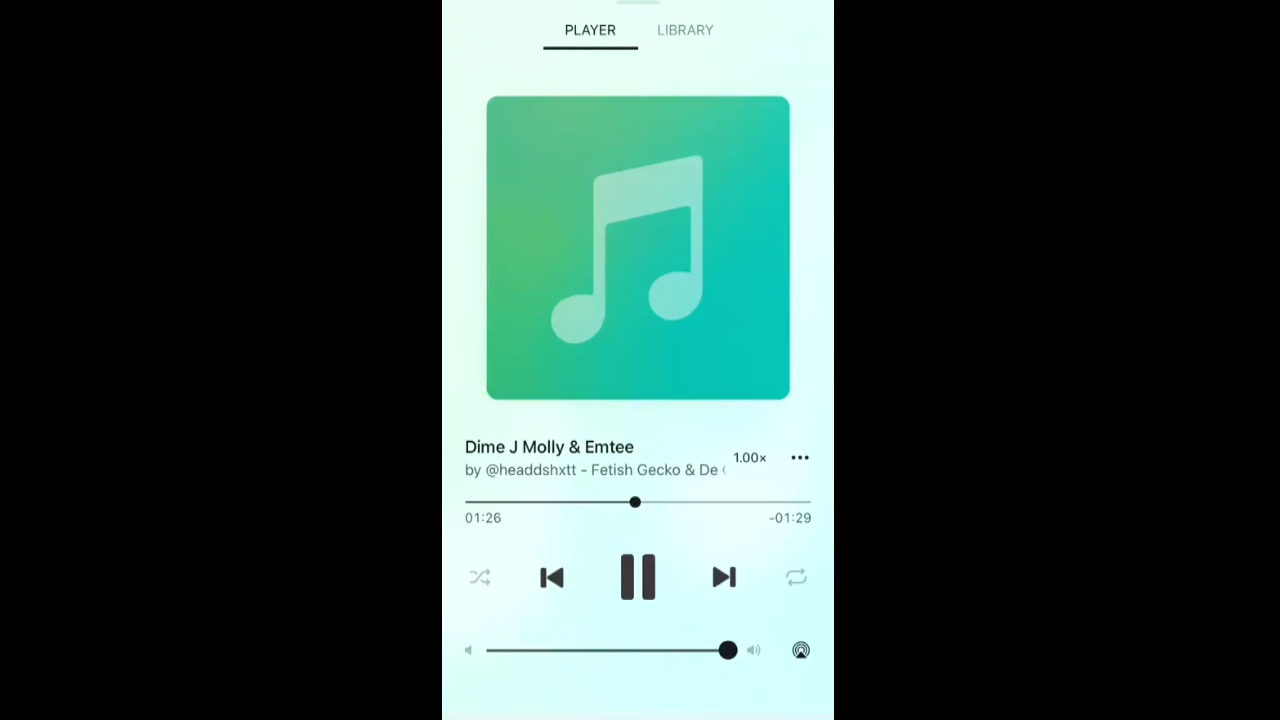 PLAYER LIBRARY
Dime J Molly & Emtee
1.00×
by @headdshxtt - Fetish Gecko & De
01:26 -01:29